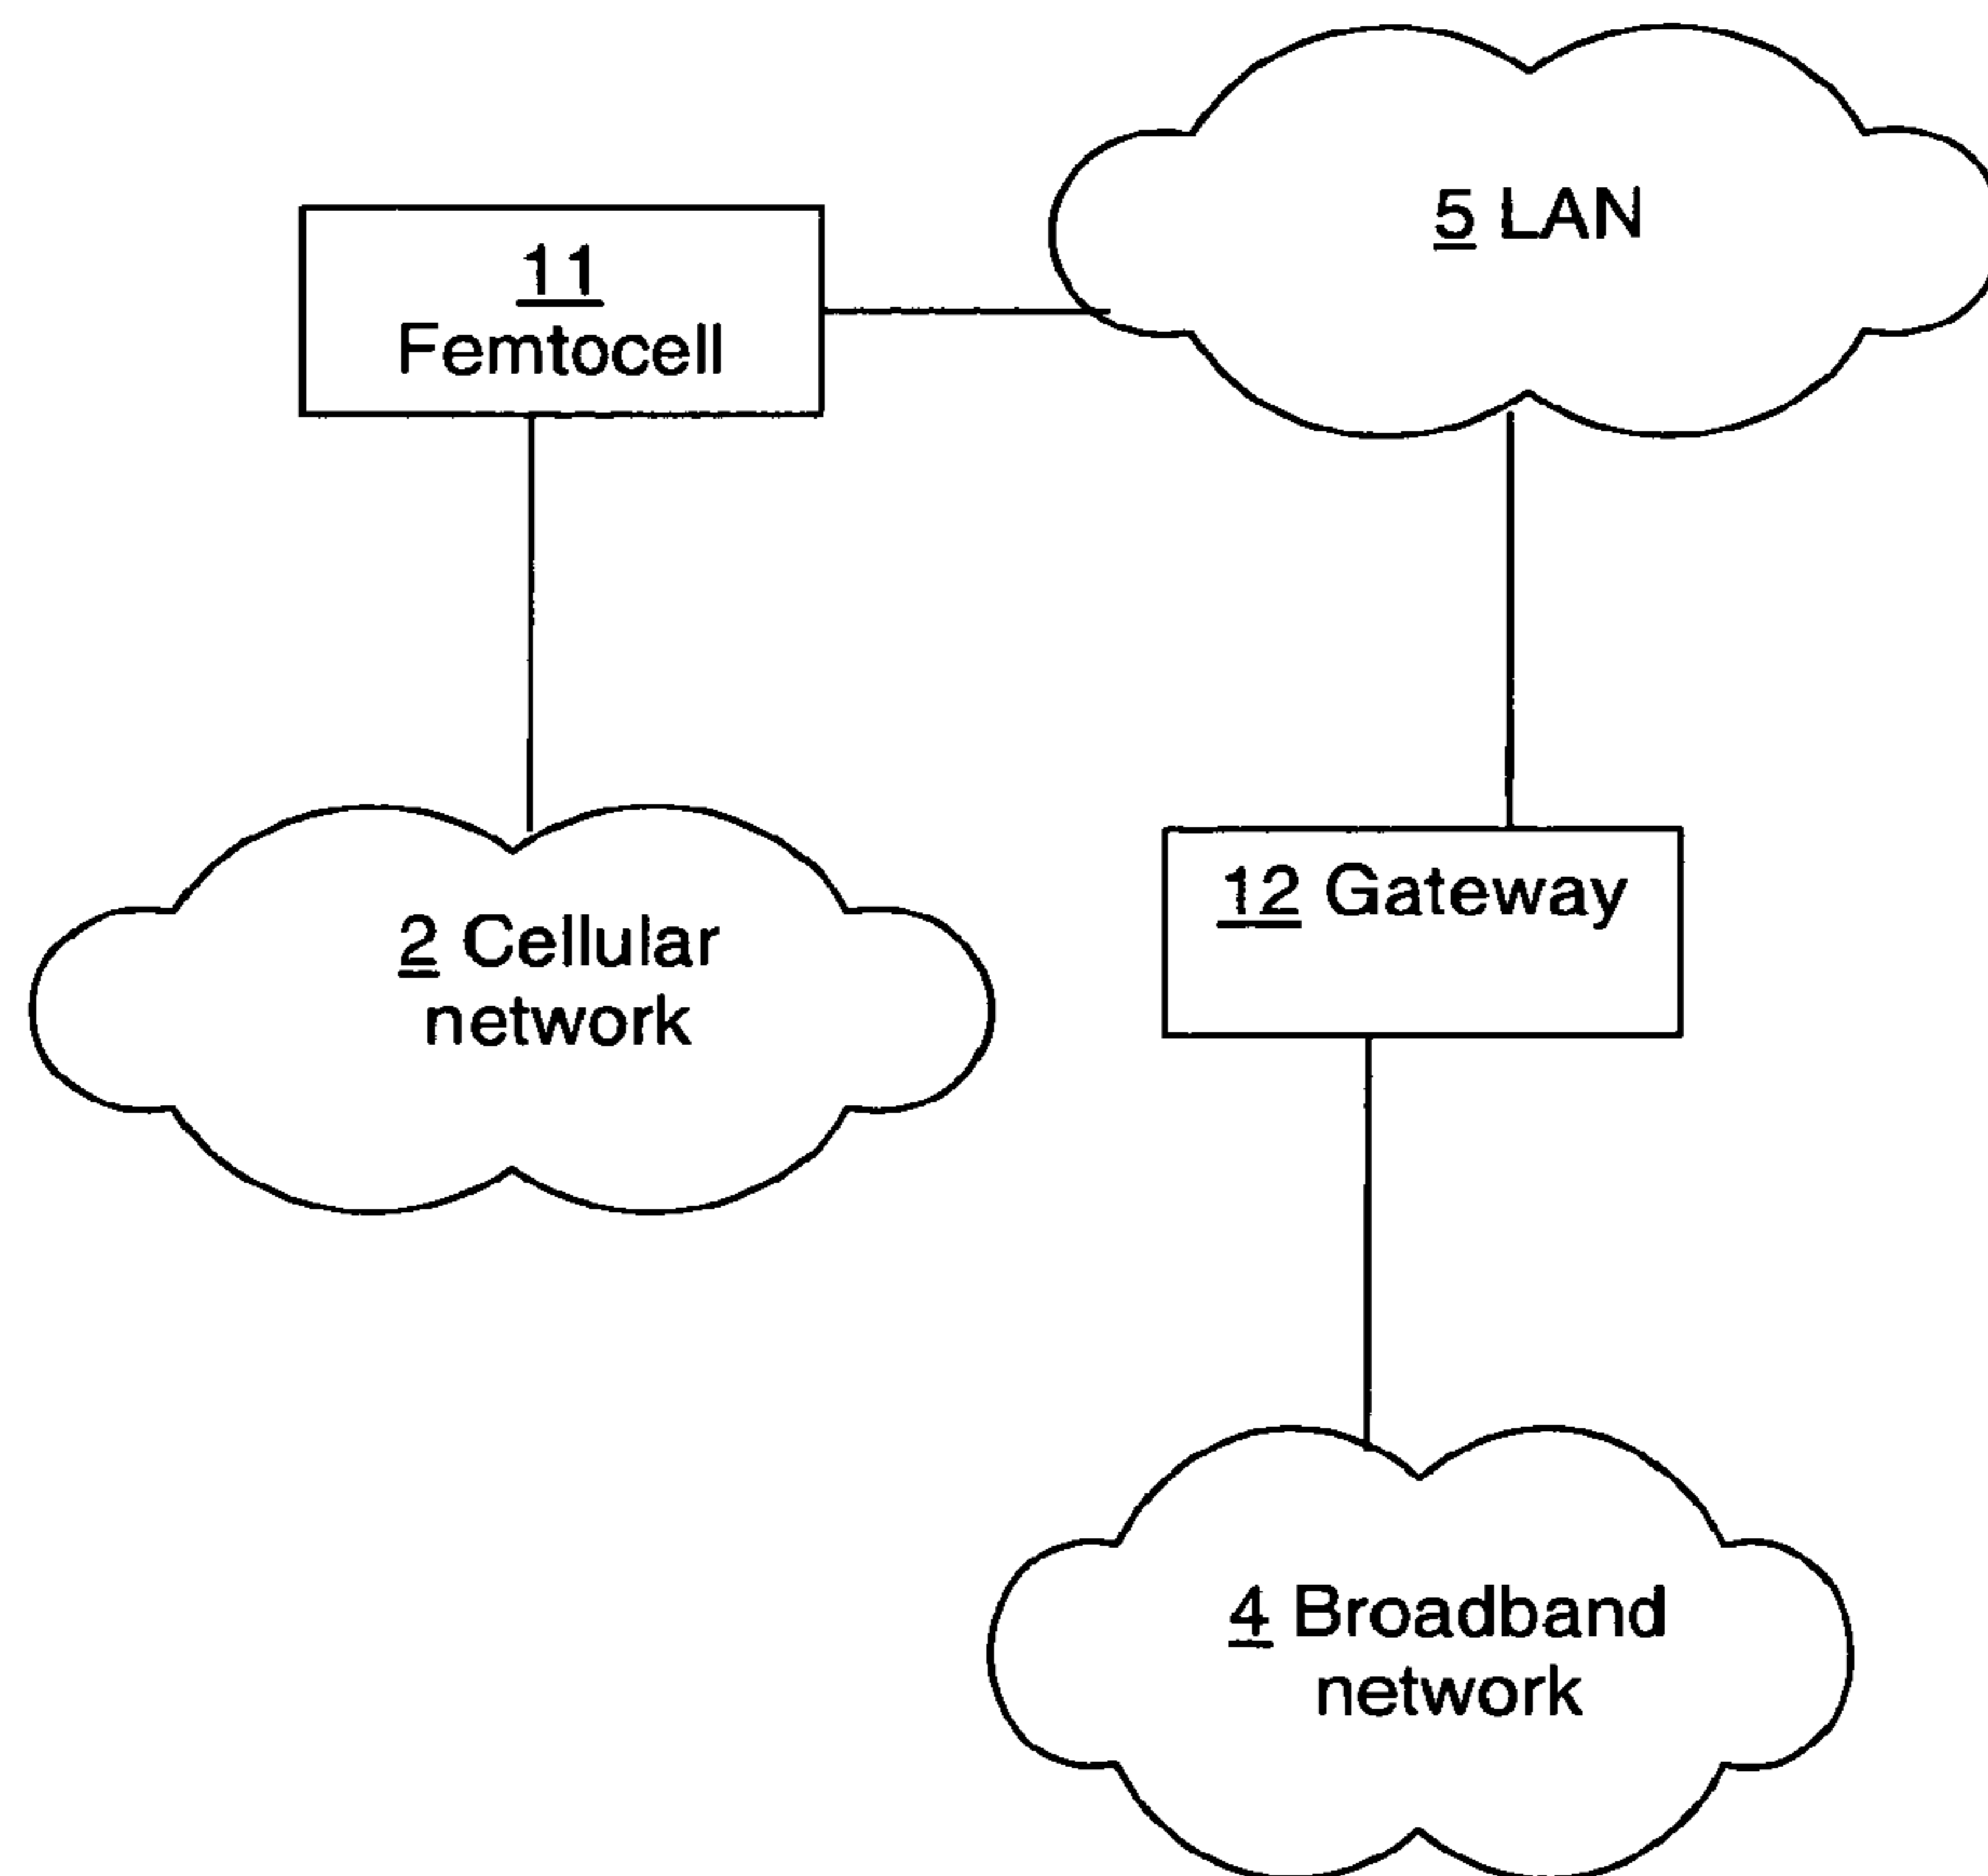 5 LAN
11
Femtocell
12 Gateway
2 Cellular
network
4 Broadband
network